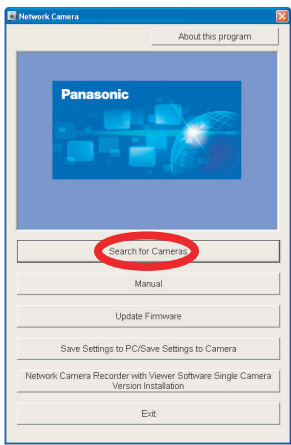 Network Camera
About this program
Panasonic
Search for Cameras
Manual
Update Firmware
Save Settings to PC/Save Settings to Camera
Network Camera Recorder with Viewer Software Single Camera
Version Installation
Exit